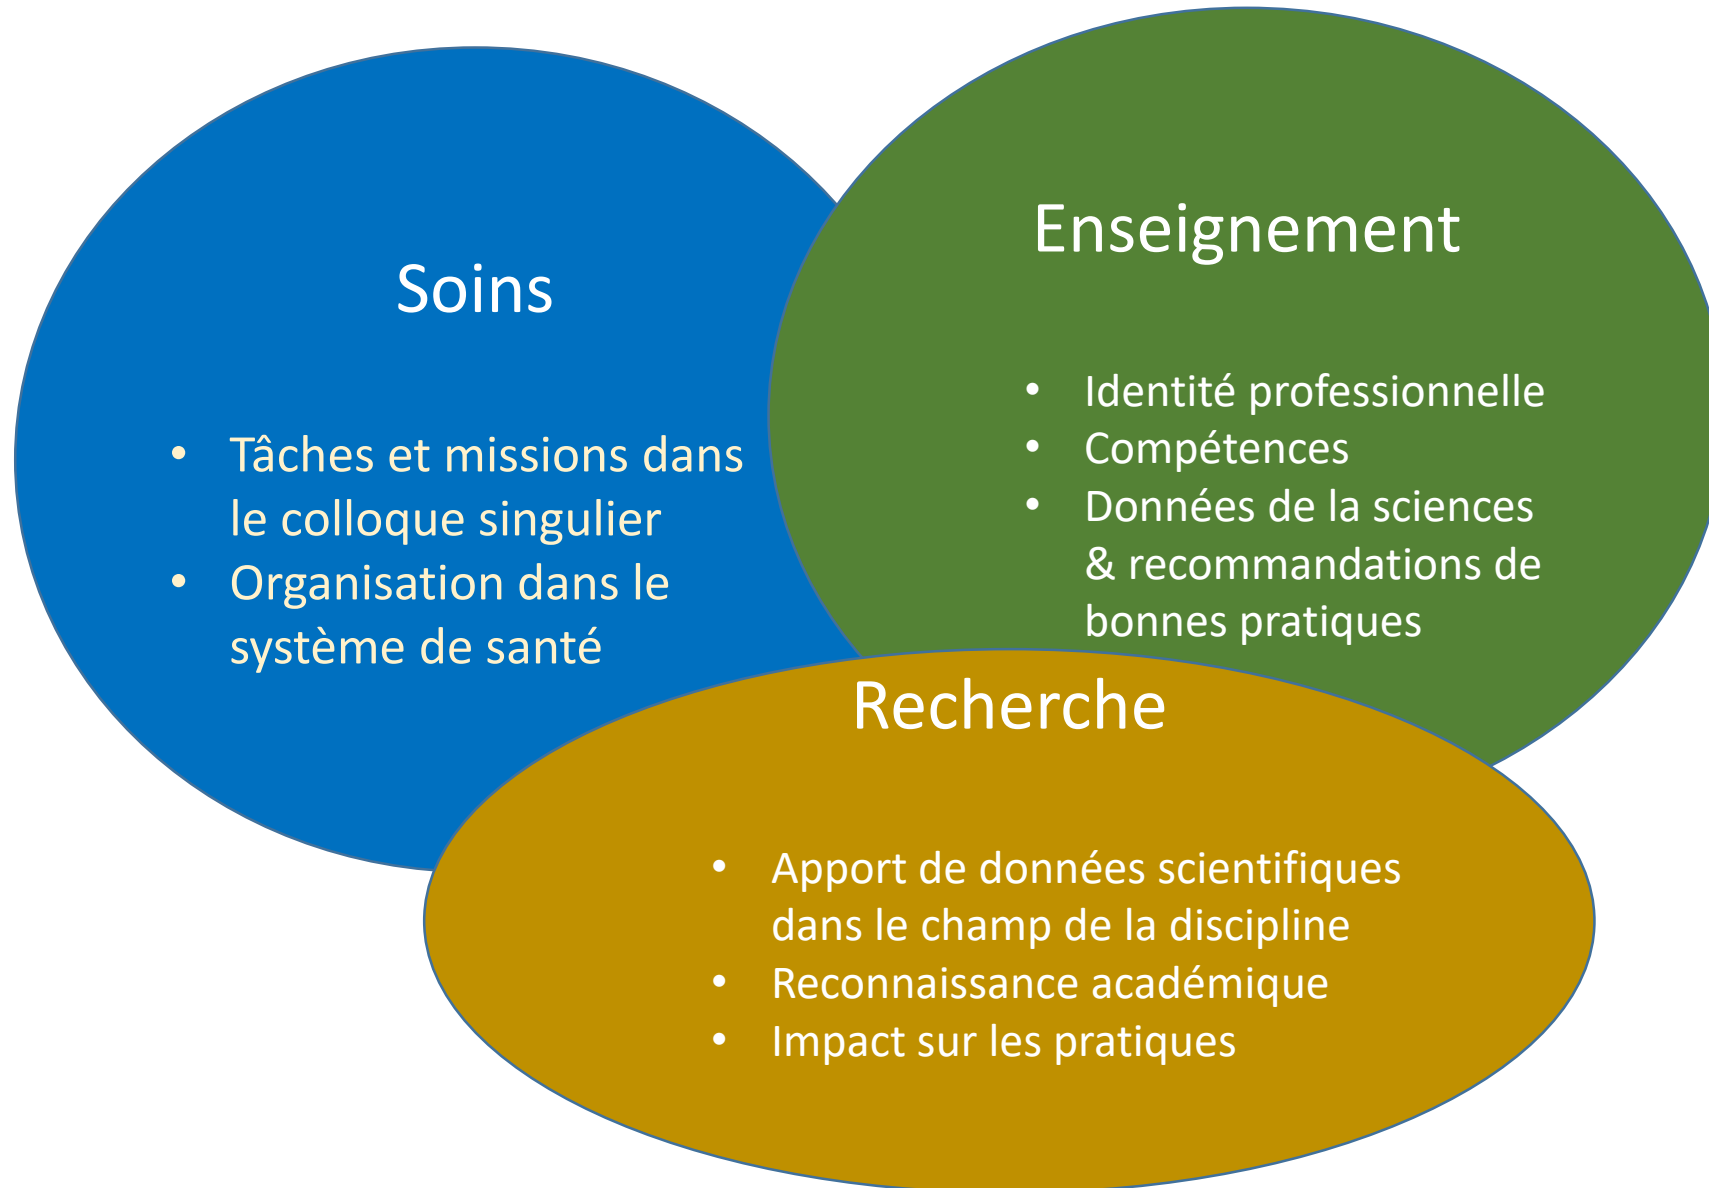 Soins
• Tâches et missions dans
le colloque singulier
• Organisation dans le
système de santé
Enseignement
• Identité professionnelle
• Compétences
• Données de la sciences
& recommandations de
bonnes pratiques
Recherche
• Apport de données scientifiques
dans le champ de la discipline
• Reconnaissance académique
• Impact sur les pratiques